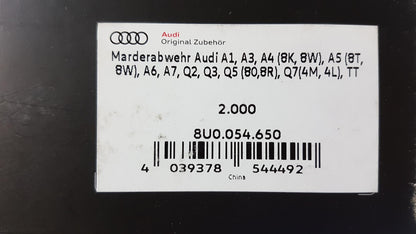 Audi
Original Zubehör
Marderabwehr Audi A1, A3, A4 (8K, 8W), A5 (8T,
8W), A6, A7, Q2, Q3, Q5 (80,8R), Q7(4M, 4L), TT
2.000
8U0.054.650
4 039378 544492
China